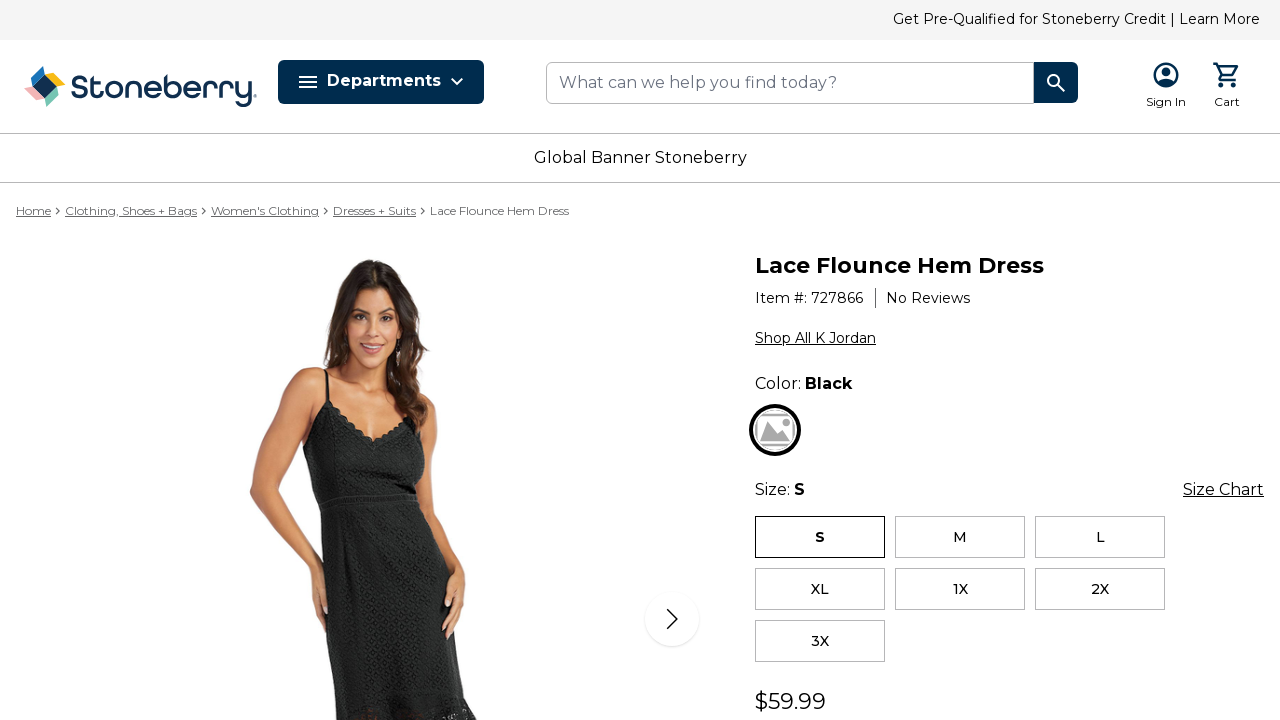 Get Pre-Qualified for Stoneberry Credit | Learn More
Stoneberry®
Departments
What can we help you find today?
Sign In
Cart
Global Banner Stoneberry
Home > Clothing, Shoes + Bags > Women's Clothing > Dresses + Suits > Lace Flounce Hem Dress
Lace Flounce Hem Dress
Item #: 727866 | No Reviews
Shop All K Jordan
Color: Black
Size: S
Size Chart
S M L
XL 1X 2X
3X
$59.99